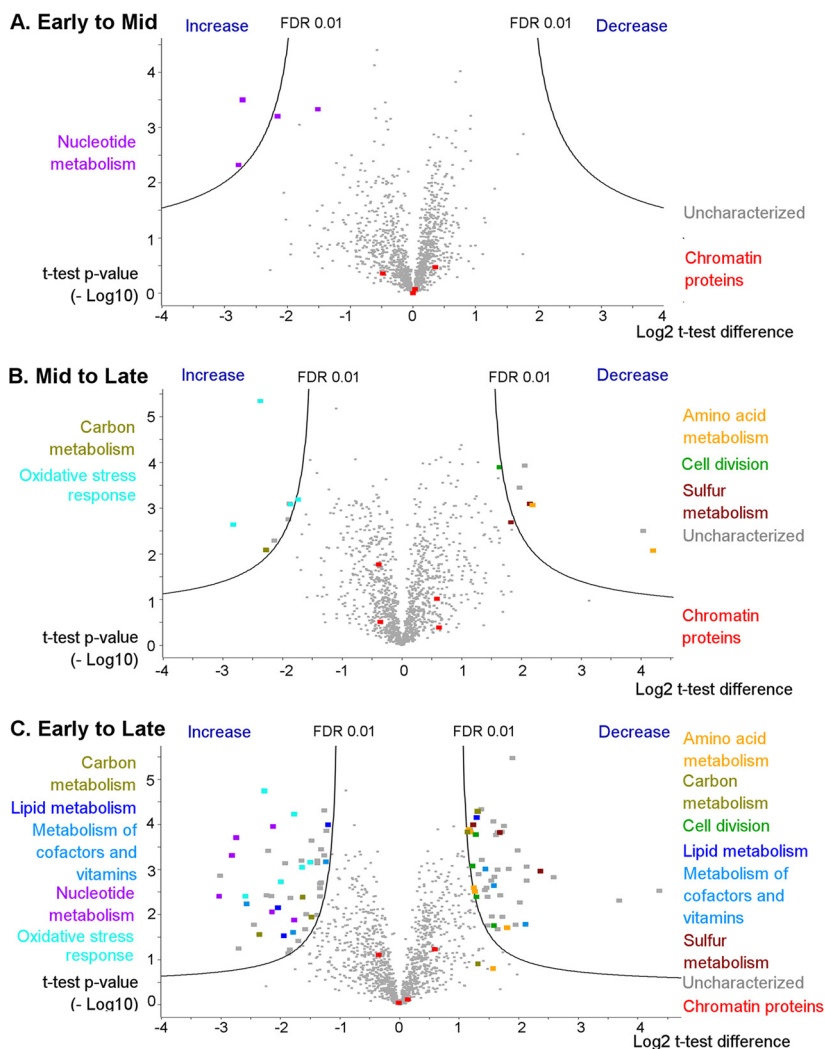 A. Early to Mid
Increase
FDR 0.01
FDR 0.01
Decrease
4
3
2
1
0
Nucleotide
metabolism
Uncharacterized
Chromatin
proteins
t-test p-value
(- Log10)
-4 -3 -2 -1 0 1 2 3 4
Log2 t-test difference
B. Mid to Late
Increase
FDR 0.01
FDR 0.01
Decrease
5
4
3
2
1
0
Carbon
metabolism
Oxidative stress
response
Amino acid
metabolism
Cell division
Sulfur
metabolism
Uncharacterized
Chromatin
proteins
t-test p-value
(- Log10)
-4 -3 -2 -1 0 1 2 3 4
Log2 t-test difference
C. Early to Late
Increase
FDR 0.01
FDR 0.01
Decrease
5
4
3
2
1
0
Carbon
metabolism
Lipid metabolism
Metabolism of
cofactors and
vitamins
Nucleotide
metabolism
Oxidative stress
response
Amino acid
metabolism
Carbon
metabolism
Cell division
Lipid metabolism
Metabolism of
cofactors and
vitamins
Sulfur
metabolism
Uncharacterized
Chromatin proteins
t-test p-value
(- Log10)
-4 -3 -2 -1 0 1 2 3 4
Log2 t-test difference